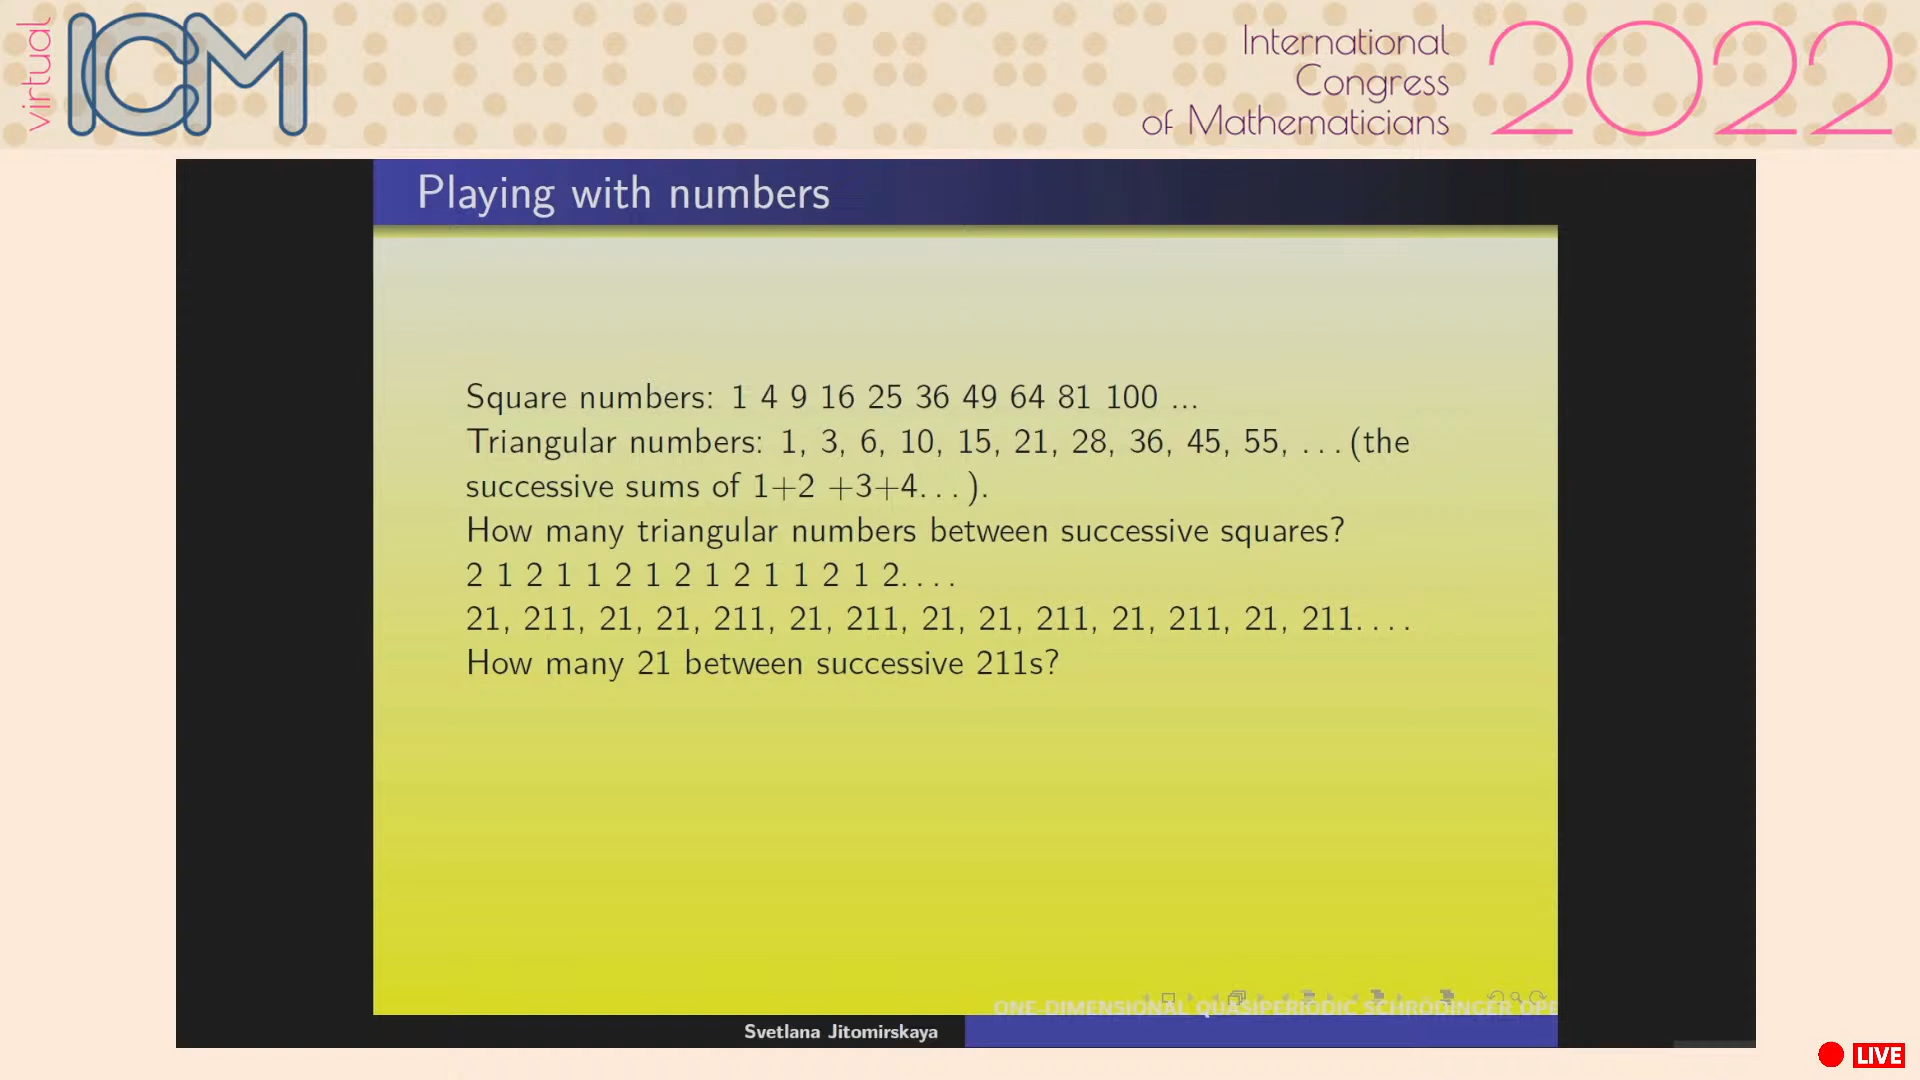 virtual
ICM
International
Congress
of Mathematicians
2022
Playing with numbers
Square numbers: 1 4 9 16 25 36 49 64 81 100 ...
Triangular numbers: 1, 3, 6, 10, 15, 21, 28, 36, 45, 55, ...(the
successive sums of 1+2 +3+4...).
How many triangular numbers between successive squares?
2 1 2 1 1 2 1 2 1 2 1 1 2 1 2....
21, 211, 21, 21, 211, 21, 211, 21, 21, 211, 21, 211, 21, 211....
How many 21 between successive 211s?
ONE-DIMENSIONAL QUASIPERIODIC SCHRÖDINGER OPE
Svetlana Jitomirskaya
LIVE